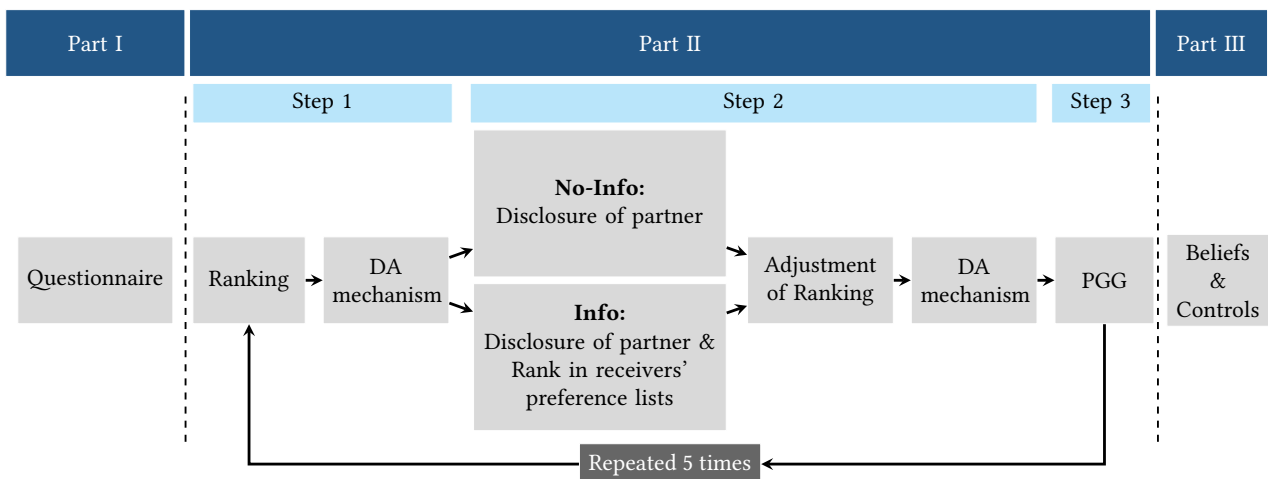 Part I
Part II
Part III
Step 1
Step 2
Step 3
Questionnaire
Ranking
DA
mechanism
No-Info:
Disclosure of partner
Info:
Disclosure of partner &
Rank in receivers’
preference lists
Adjustment
of Ranking
DA
mechanism
PGG
Beliefs
&
Controls
Repeated 5 times